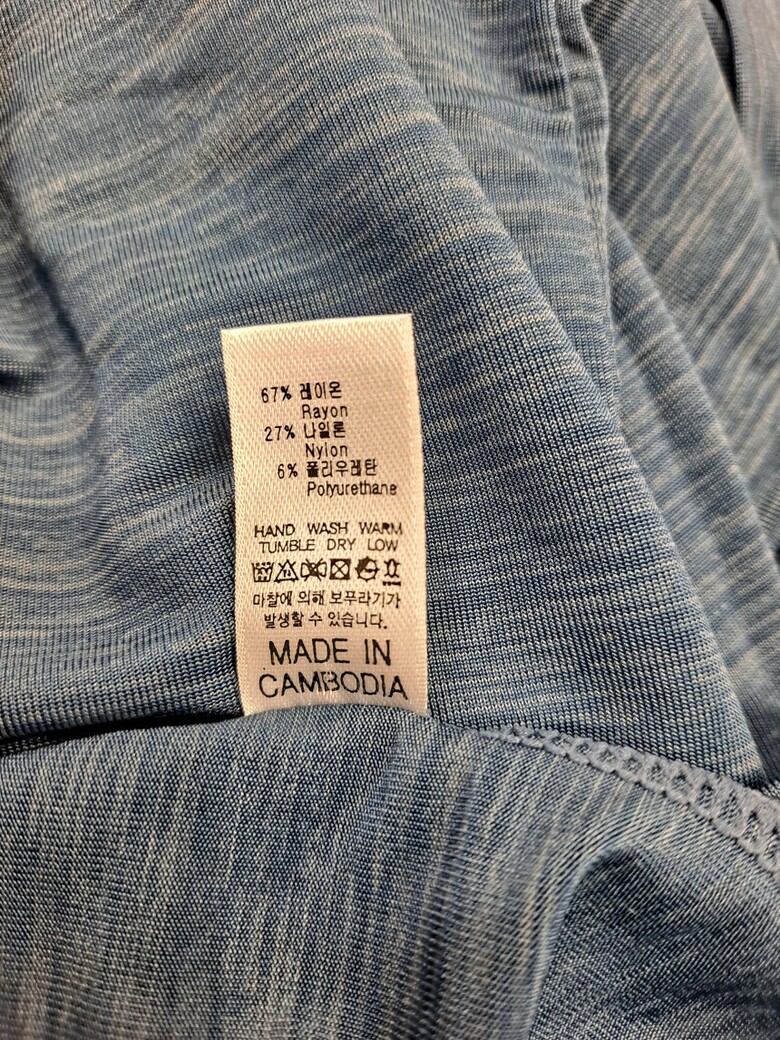 67% 레이온
Rayon
27% 나일론
Nylon
6% 폴리우레탄
Polyurethane
HAND WASH WARM
TUMBLE DRY LOW
마찰에 의해 보푸라기가
발생할 수 있습니다.
MADE IN
CAMBODIA